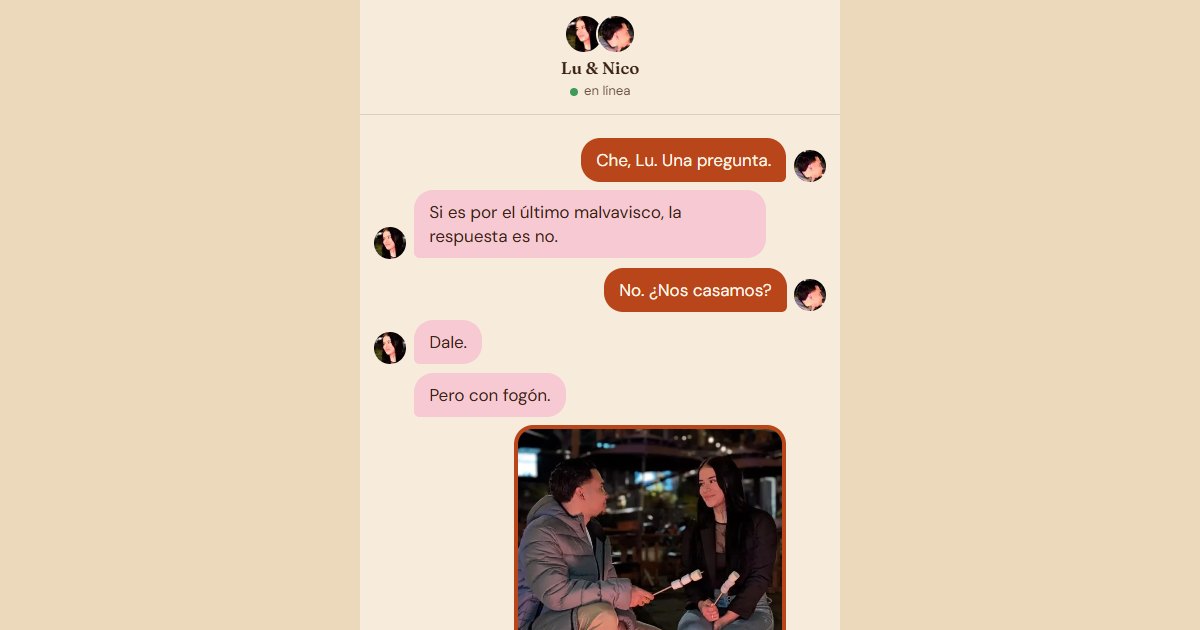 Lu & Nico
en línea
Che, Lu. Una pregunta.
Si es por el último malvavisco, la
respuesta es no.
No. ¿Nos casamos?
Dale.
Pero con fogón.